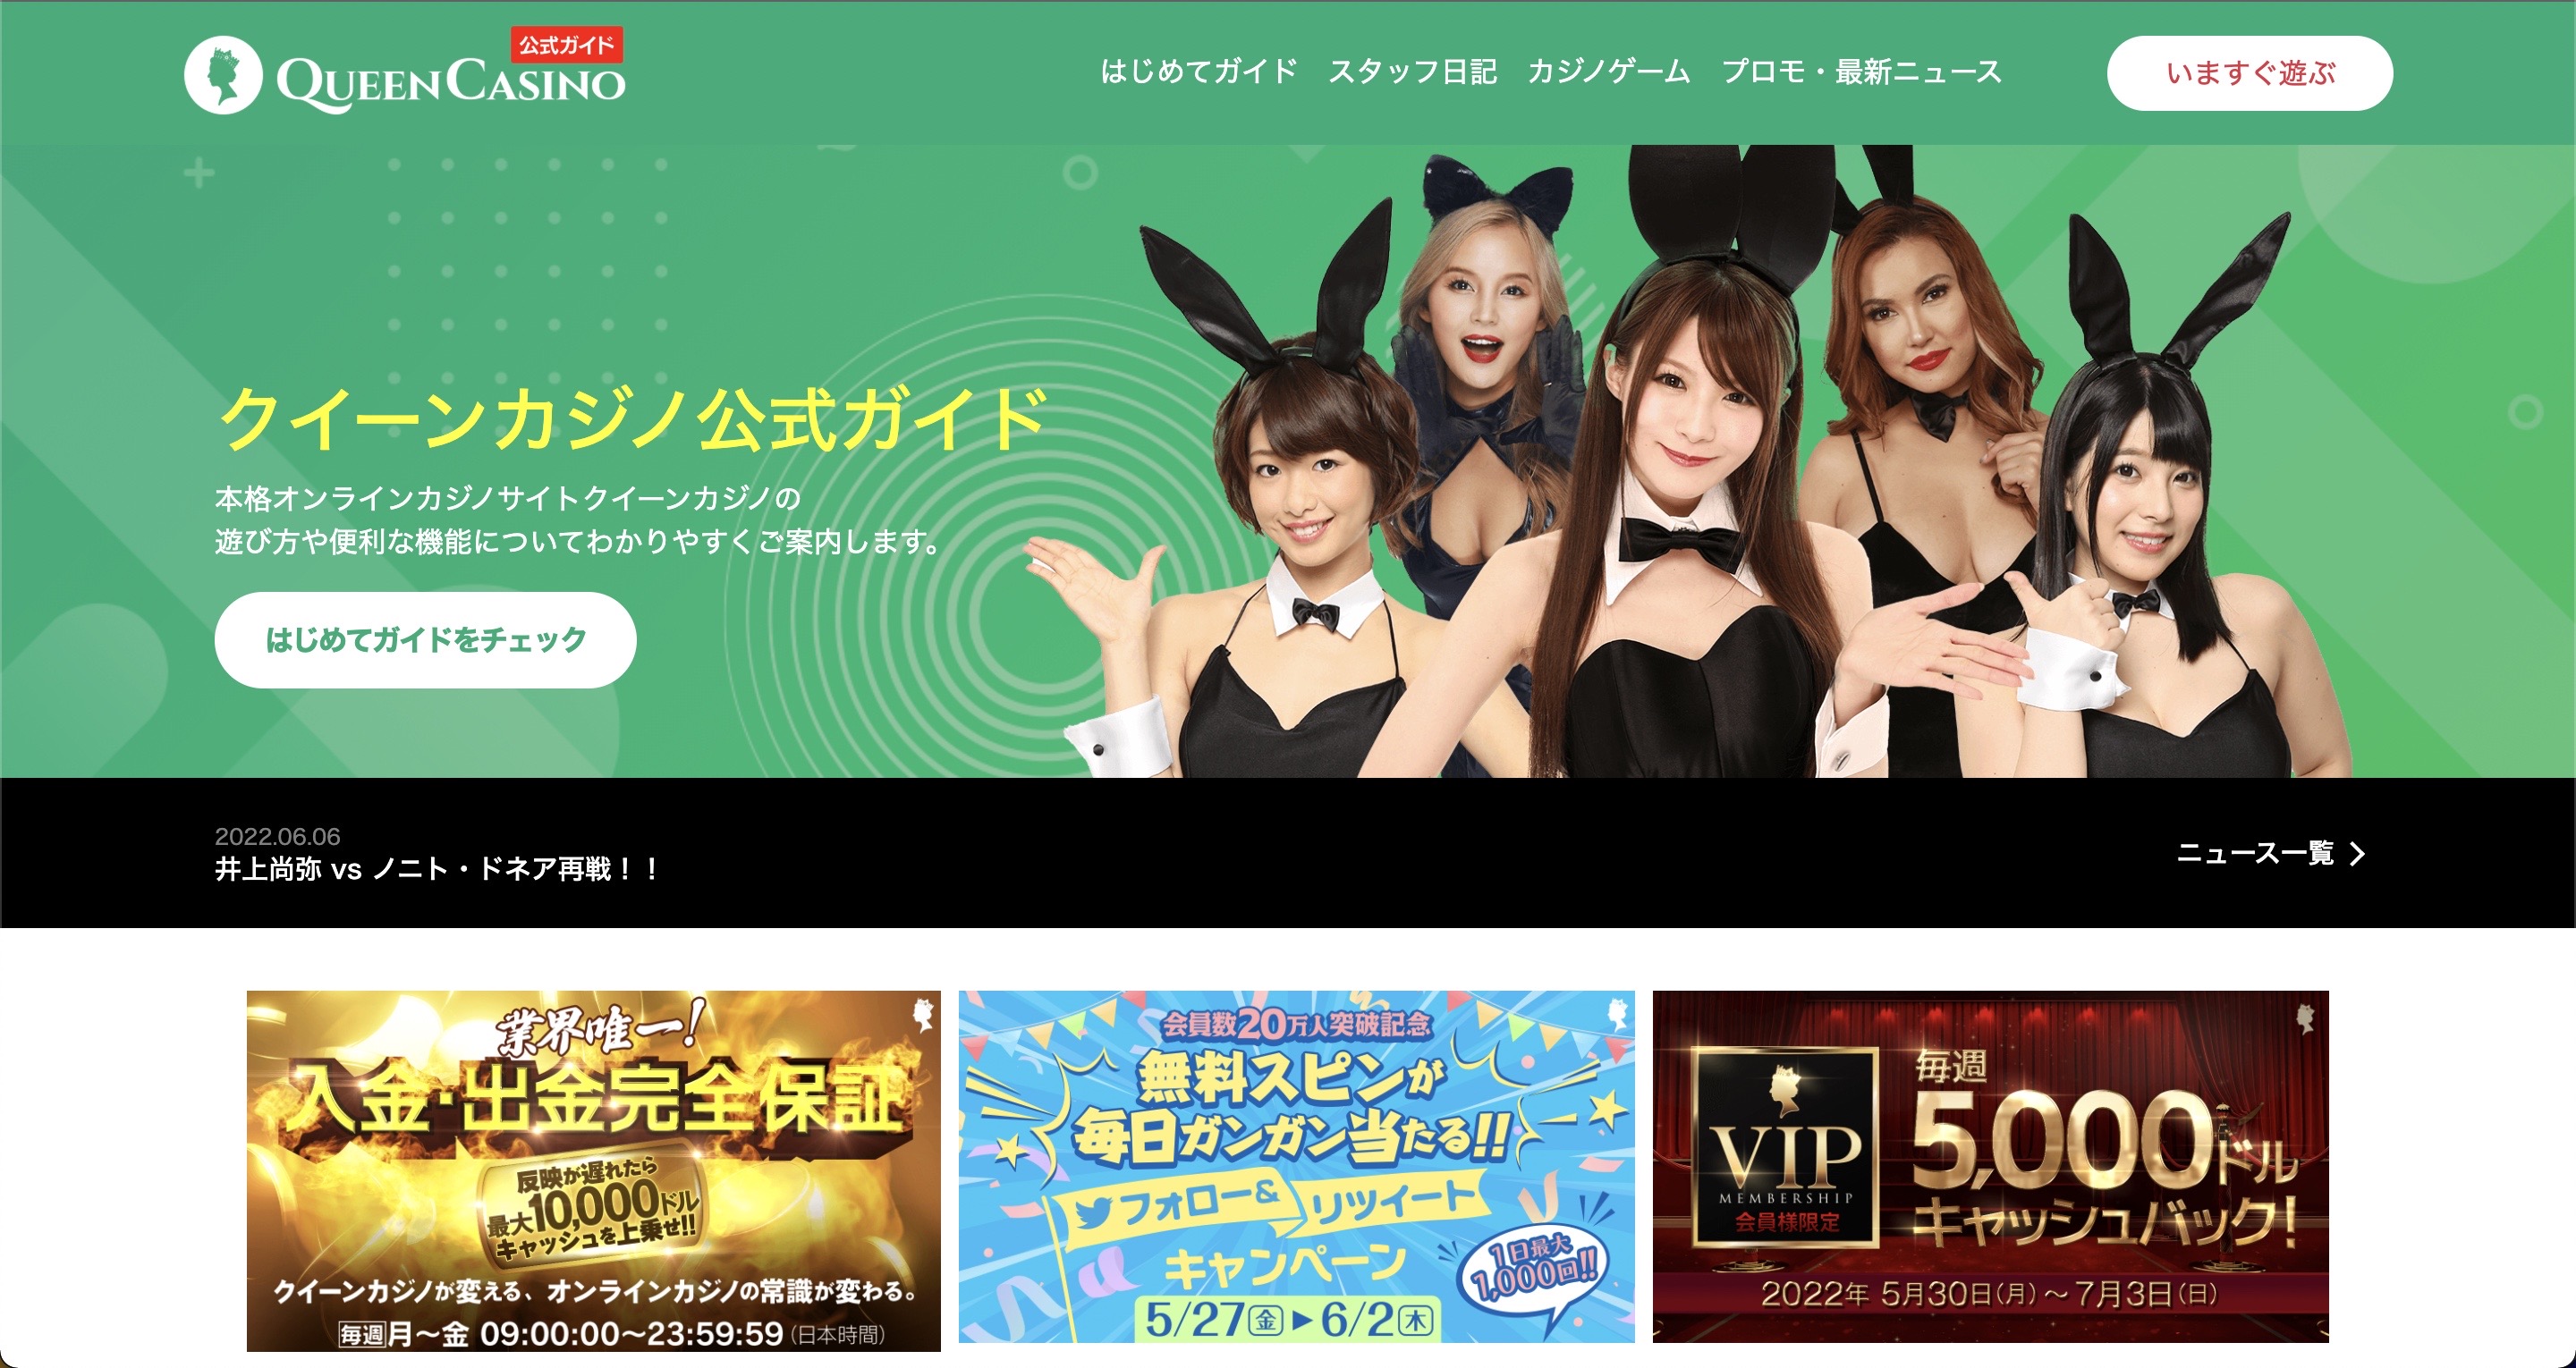 公式ガイド
QUEEN CASINO
はじめてガイド スタッフ日記 カジノゲーム プロモ・最新ニュース いますぐ遊ぶ
クイーンカジノ公式ガイド
本格オンラインカジノサイトクイーンカジノの
遊び方や便利な機能についてわかりやすくご案内します。
はじめてガイドをチェック
2022.06.06
井上尚弥 vs ノニト・ドネア再戦！！
ニュース一覧
業界唯一!
入金·出金完全保証
反映が遅れたら
最大10,000ドル
キャッシュを上乗せ!!
クイーンカジノが変える、オンラインカジノの常識が変わる。
毎週月～金 09:00:00～23:59:59(日本時間)
会員数20万人突破記念
無料スピンが
毎日ガンガン当たる!!
フォロー&リツイート
キャンペーン
1日最大
1,000回!!
5/27金▶6/2木
VIP
MEMBERSHIP
会員様限定
毎週
5,000ドル
キャッシュバック!
2022年 5月30日(月)～7月3日(日)